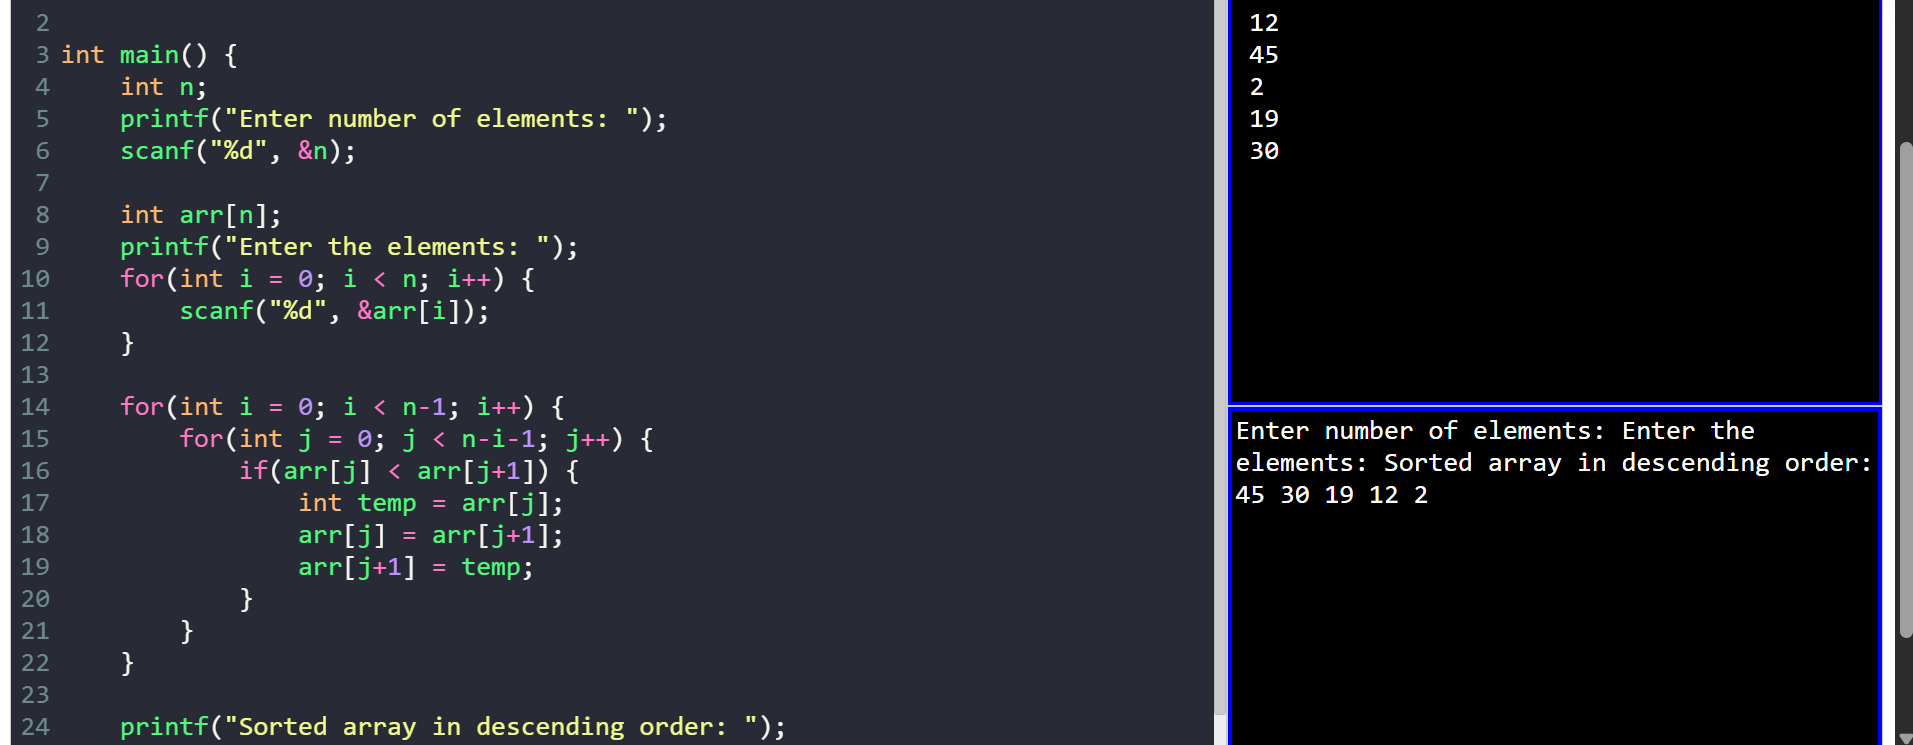 2
3 int main() {
4     int n;
5     printf("Enter number of elements: ");
6     scanf("%d", &n);
7
8     int arr[n];
9     printf("Enter the elements: ");
10     for(int i = 0; i < n; i++) {
11         scanf("%d", &arr[i]);
12     }
13
14     for(int i = 0; i < n-1; i++) {
15         for(int j = 0; j < n-i-1; j++) {
16             if(arr[j] < arr[j+1]) {
17                 int temp = arr[j];
18                 arr[j] = arr[j+1];
19                 arr[j+1] = temp;
20             }
21         }
22     }
23
24     printf("Sorted array in descending order: ");
12
45
2
19
30
Enter number of elements: Enter the
elements: Sorted array in descending order:
45 30 19 12 2